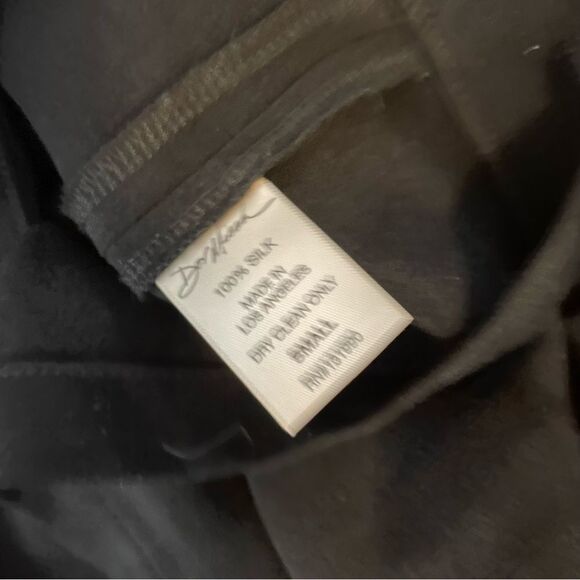 100% SILK
MADE IN
LOS ANGELES
DRY CLEAN ONLY
SMALL